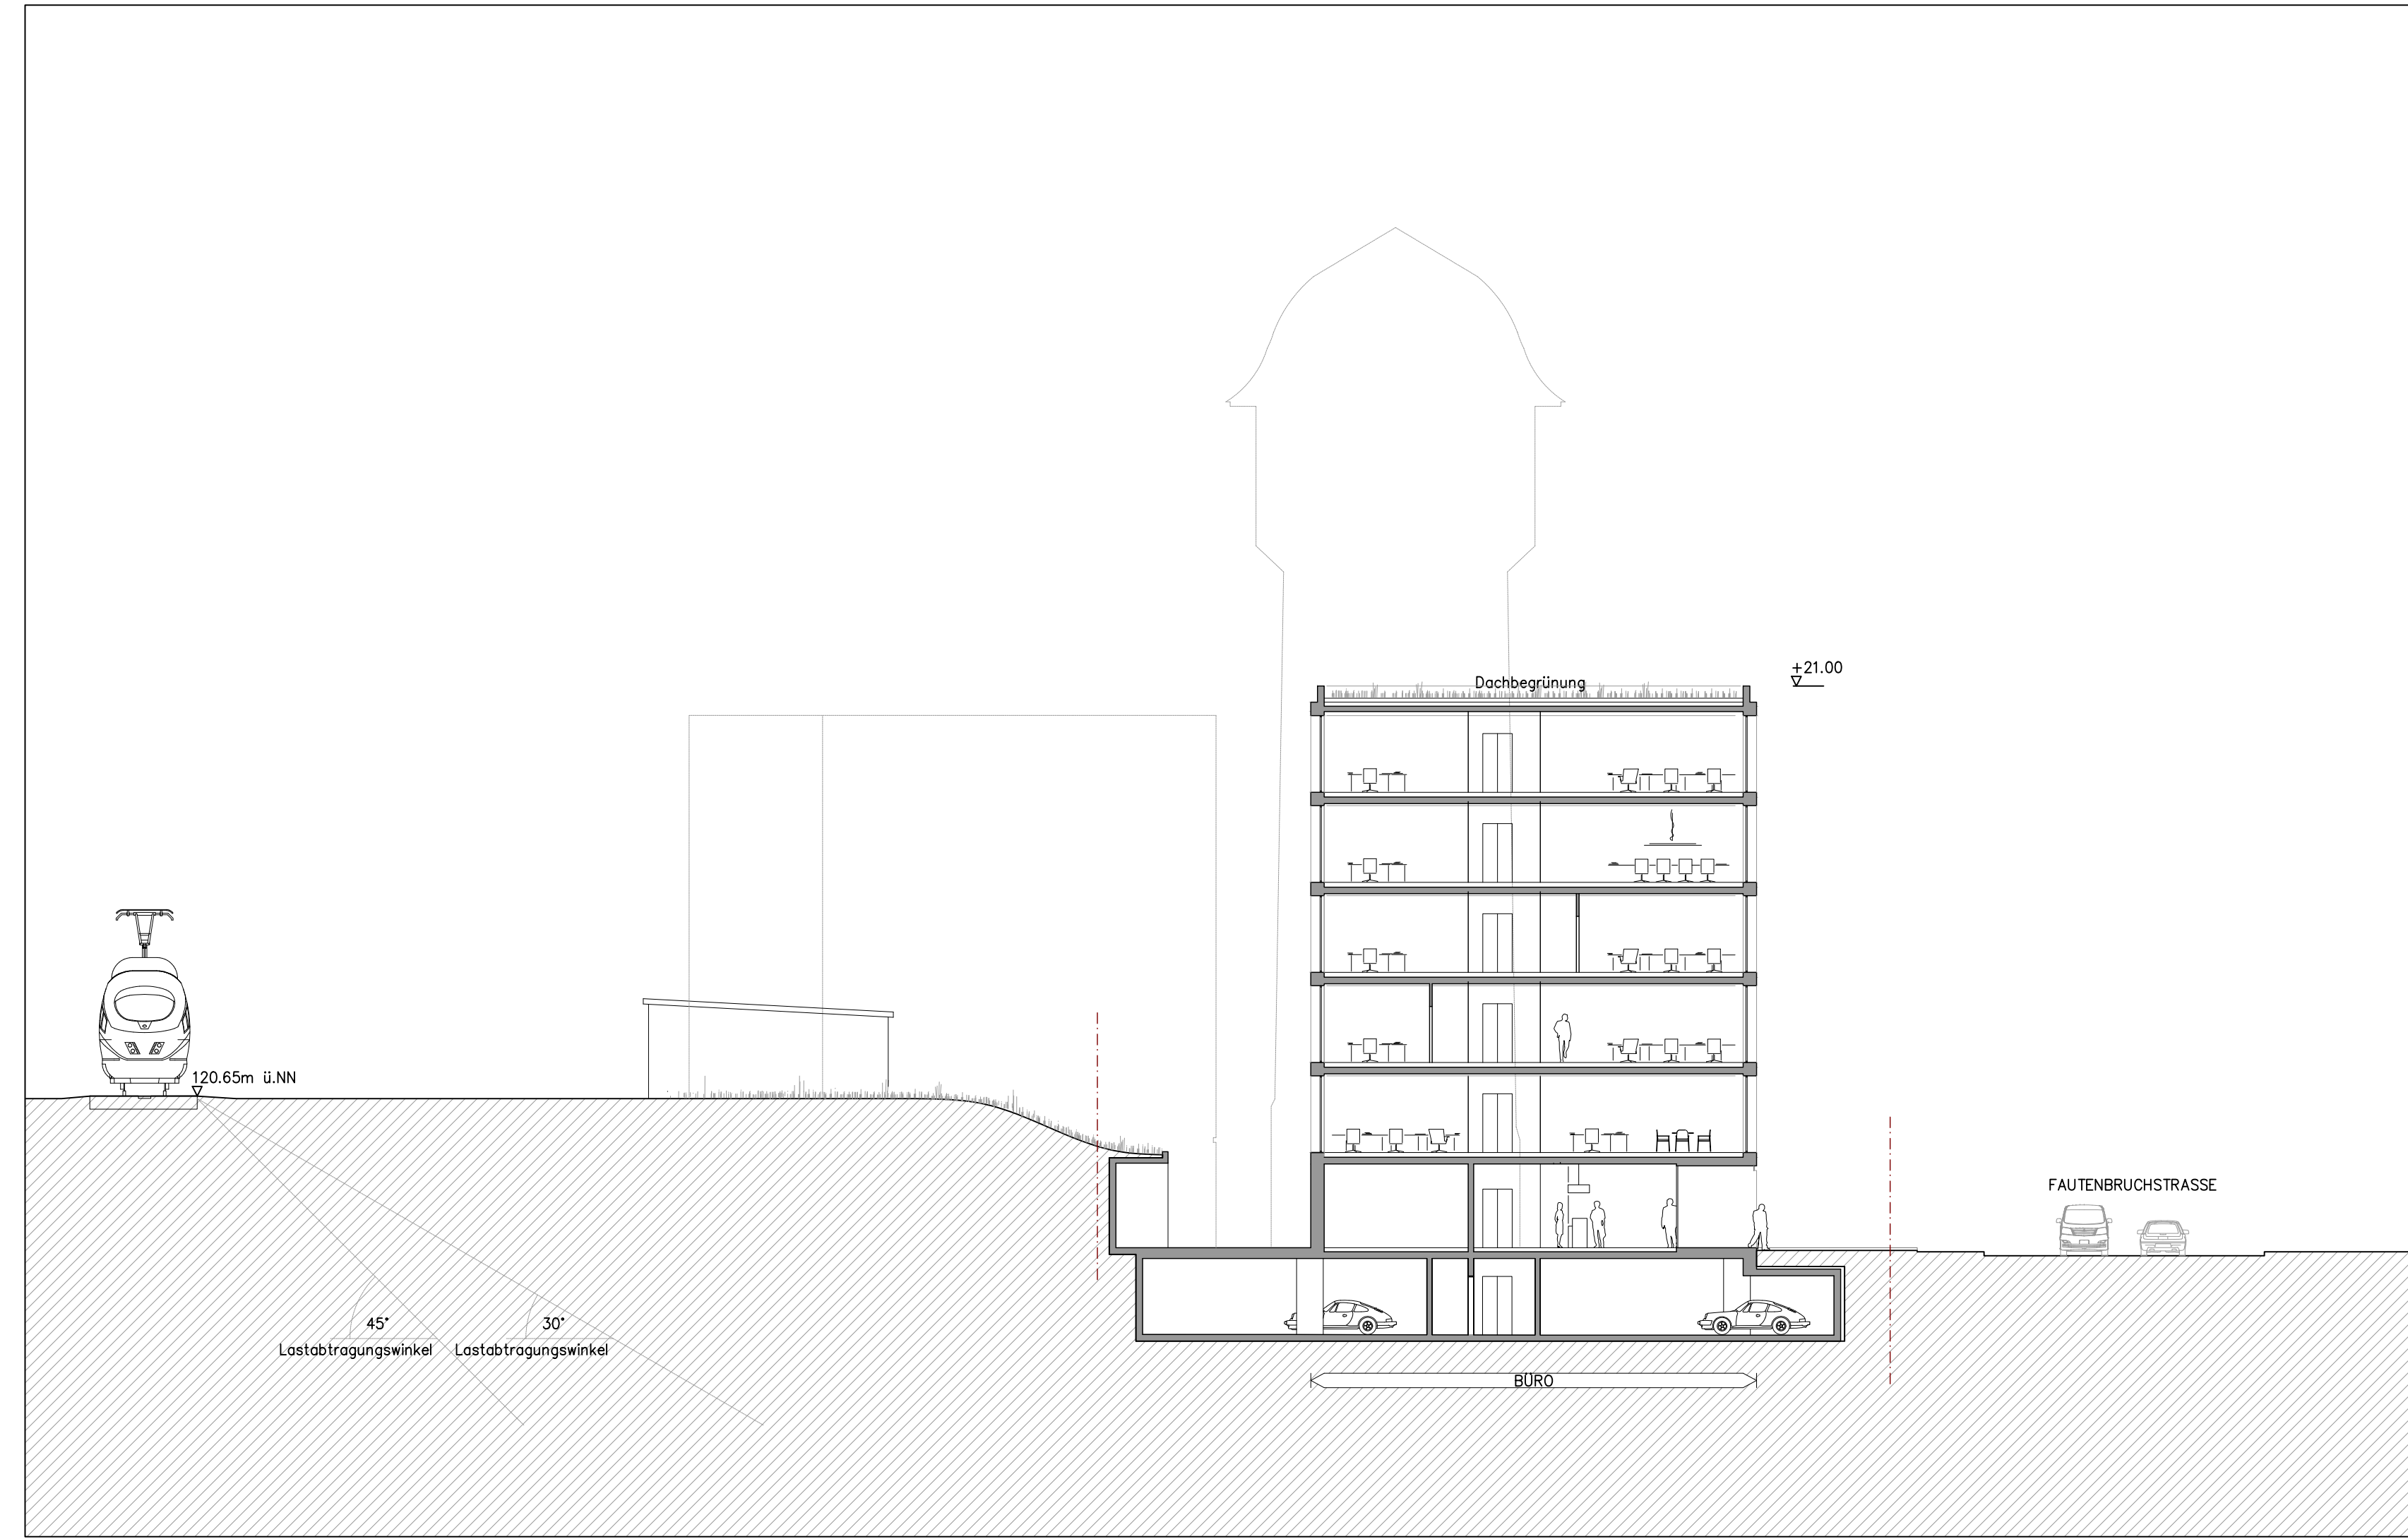 +21.00
Dachbegrünung
120.65m ü.NN
FAUTENBRUCHSTRASSE
45°
Lastabtragungswinkel
30°
Lastabtragungswinkel
BÜRO